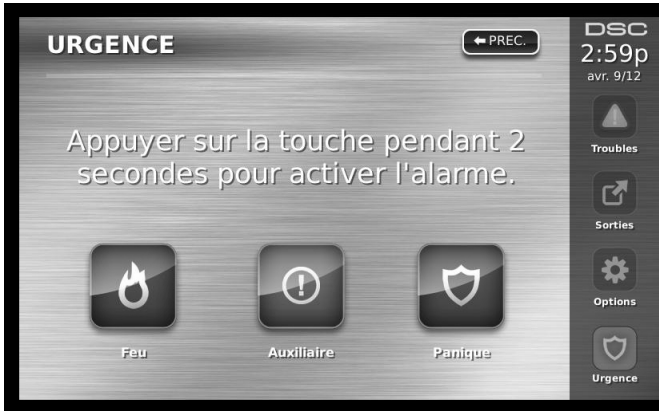 URGENCE
PREC.
Appuyer sur la touche pendant 2
secondes pour activer l'alarme.
Feu
Auxiliaire
Panique
DSC
2:59p
avr. 9/12
Troubles
Sorties
Options
Urgence